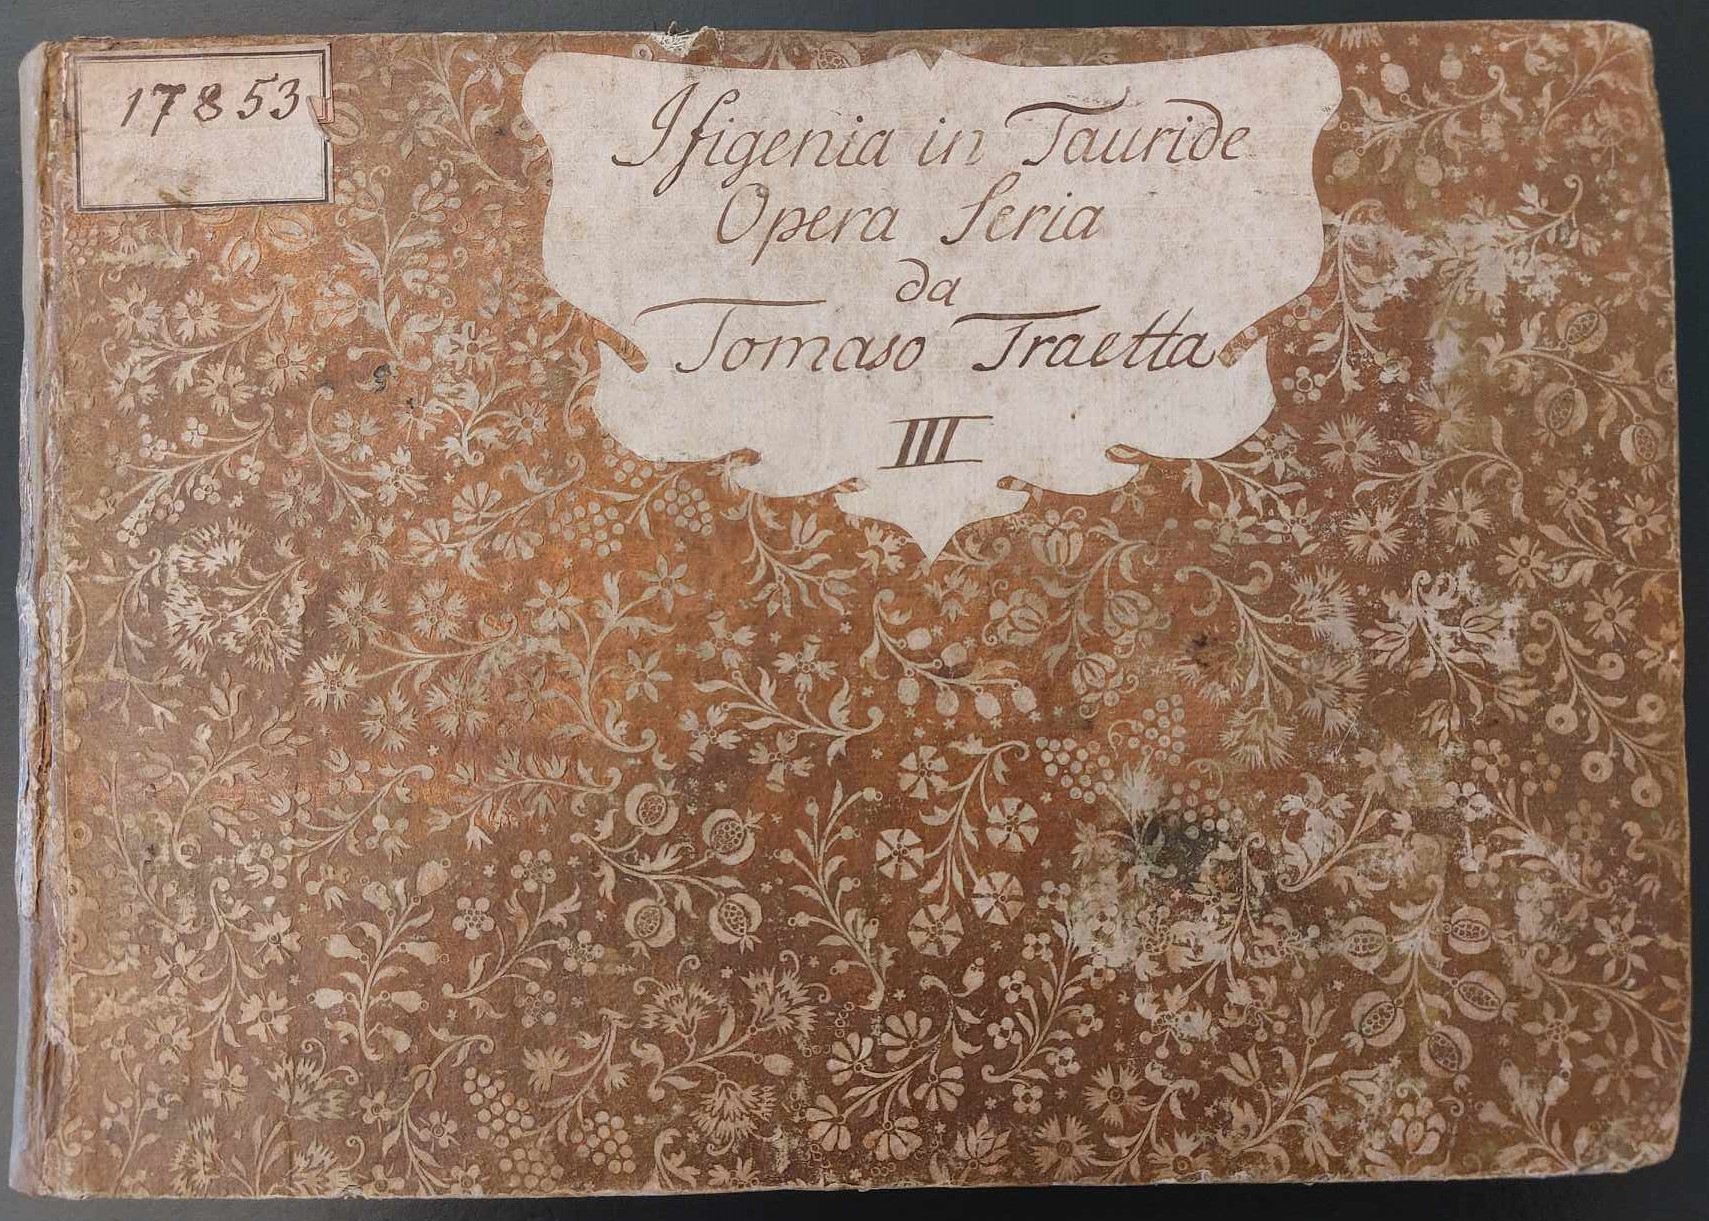 17853
Ifigenia in Tauride
Opera Seria
da
Tomaso Traetta
III